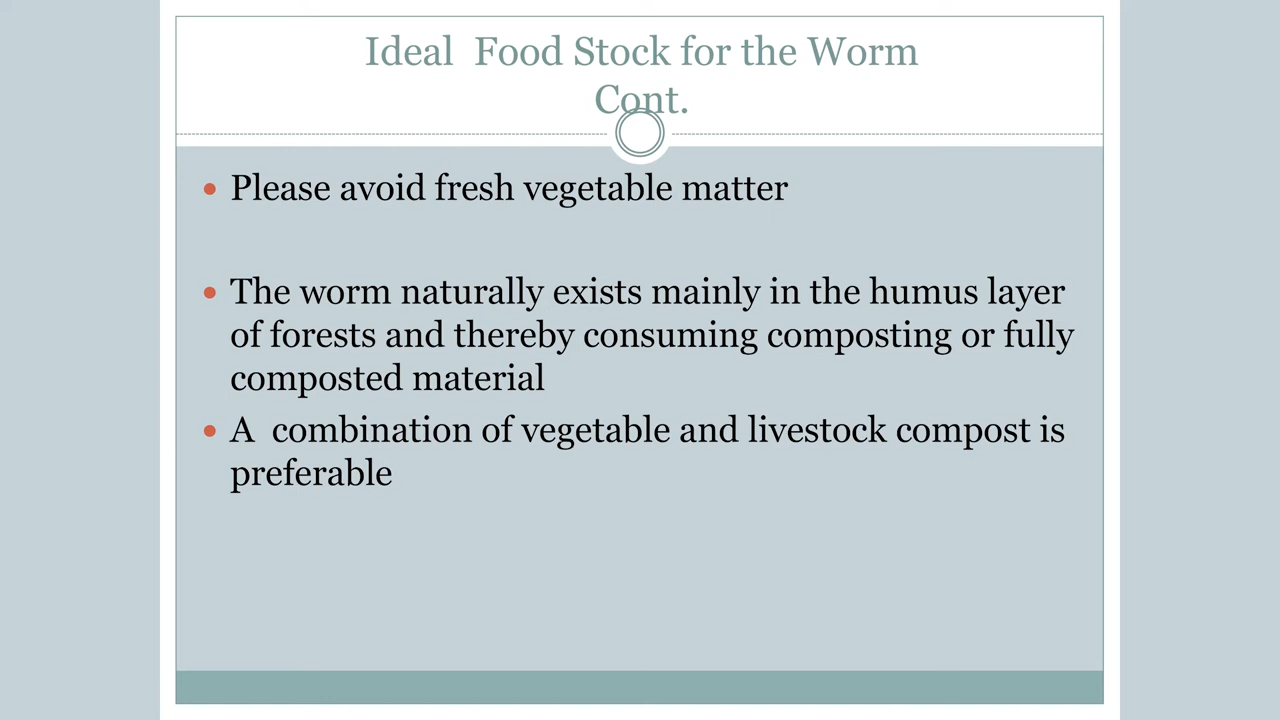 Ideal  Food Stock for the Worm
Cont.
• Please avoid fresh vegetable matter
• The worm naturally exists mainly in the humus layer
of forests and thereby consuming composting or fully
composted material
• A  combination of vegetable and livestock compost is
preferable